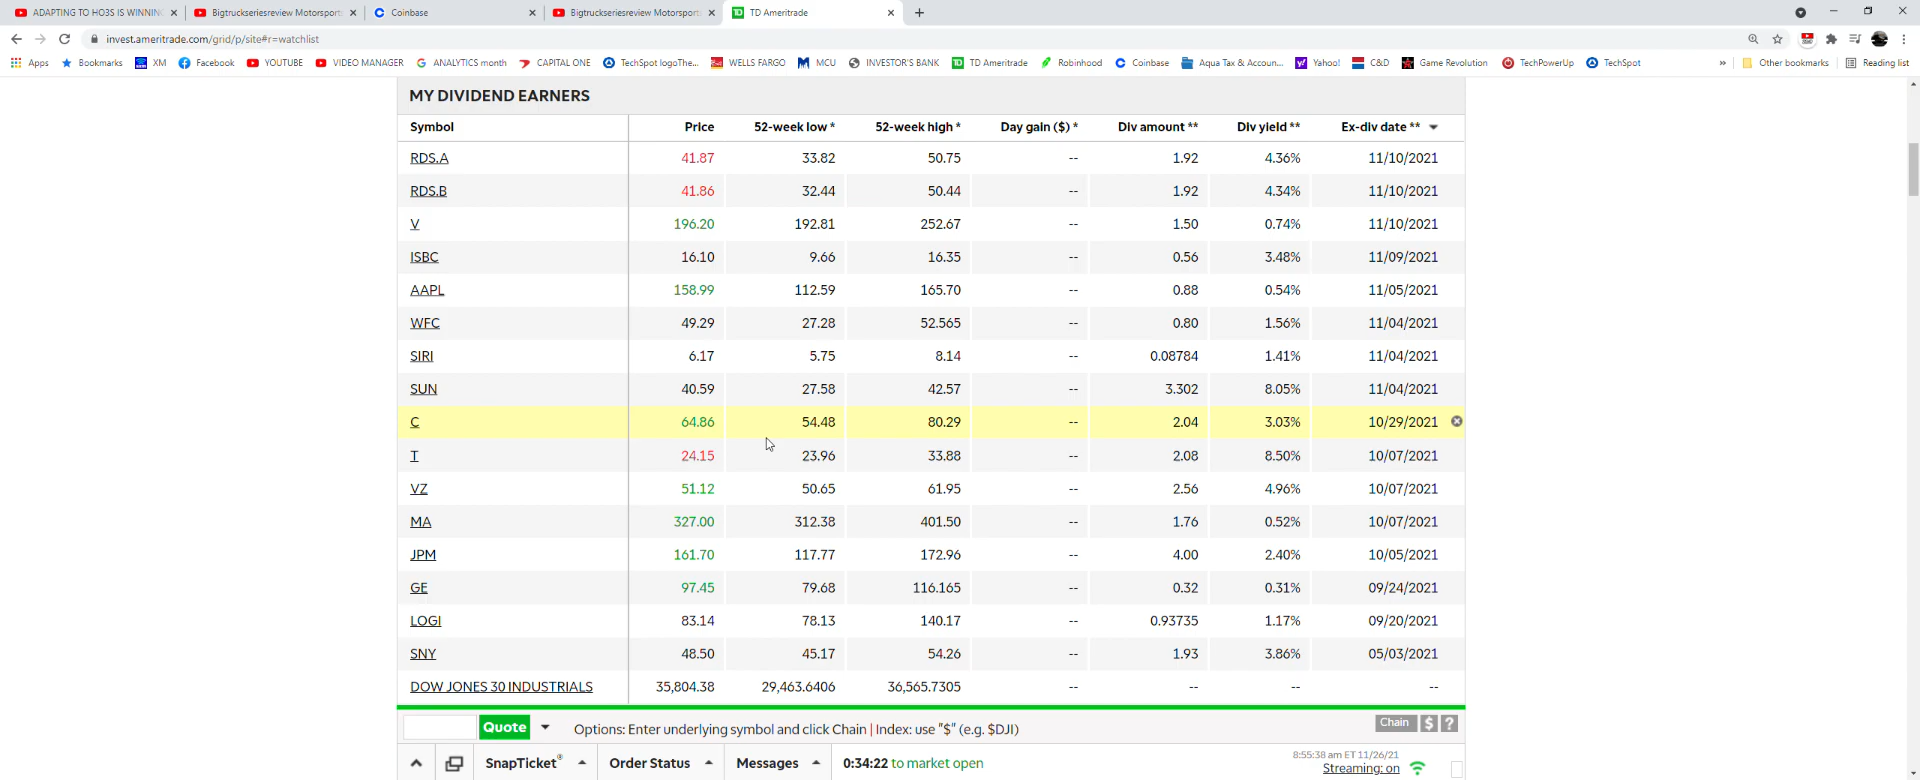 ADAPTING TO HO3S IS WINNIN Bigtruckseriesreview Motorsport Coinbase Bigtruckseriesreview Motorsport TD Ameritrade
invest.ameritrade.com/grid/p/site#r=watchlist
Apps Bookmarks XM Facebook YOUTUBE VIDEO MANAGER ANALYTICS month CAPITAL ONE TechSpot logoThe... WELLS FARGO MCU INVESTOR'S BANK TD Ameritrade Robinhood Coinbase Aqua Tax & Accoun... Yahoo! C&D Game Revolution TechPowerUp TechSpot » Other bookmarks Reading list
MY DIVIDEND EARNERS
Symbol Price 52-week low * 52-week high * Day gain ($) * Div amount ** Div yield ** Ex-div date **
RDS.A 41.87 33.82 50.75 -- 1.92 4.36% 11/10/2021
RDS.B 41.86 32.44 50.44 -- 1.92 4.34% 11/10/2021
V 196.20 192.81 252.67 -- 1.50 0.74% 11/10/2021
ISBC 16.10 9.66 16.35 -- 0.56 3.48% 11/09/2021
AAPL 158.99 112.59 165.70 -- 0.88 0.54% 11/05/2021
WFC 49.29 27.28 52.565 -- 0.80 1.56% 11/04/2021
SIRI 6.17 5.75 8.14 -- 0.08784 1.41% 11/04/2021
SUN 40.59 27.58 42.57 -- 3.302 8.05% 11/04/2021
C 64.86 54.48 80.29 -- 2.04 3.03% 10/29/2021
T 24.15 23.96 33.88 -- 2.08 8.50% 10/07/2021
VZ 51.12 50.65 61.95 -- 2.56 4.96% 10/07/2021
MA 327.00 312.38 401.50 -- 1.76 0.52% 10/07/2021
JPM 161.70 117.77 172.96 -- 4.00 2.40% 10/05/2021
GE 97.45 79.68 116.165 -- 0.32 0.31% 09/24/2021
LOGI 83.14 78.13 140.17 -- 0.93735 1.17% 09/20/2021
SNY 48.50 45.17 54.26 -- 1.93 3.86% 05/03/2021
DOW JONES 30 INDUSTRIALS 35,804.38 29,463.6406 36,565.7305 -- -- -- --
Quote Options: Enter underlying symbol and click Chain | Index: use "$" (e.g. $DJI) Chain $ ?
SnapTicket® Order Status Messages 0:34:22 to market open
8:55:38 am ET 11/26/21
Streaming: on